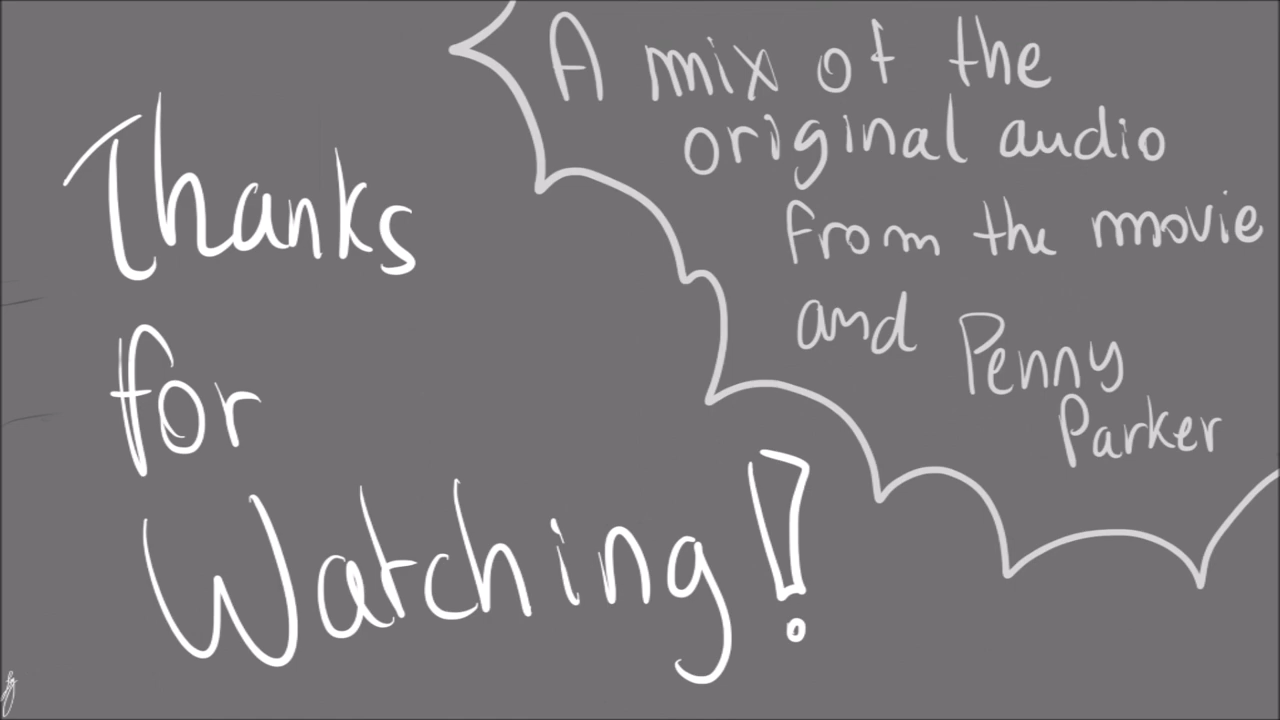 Thanks
for
Watching!
A mix of the
original audio
from the movie
and Penny
Parker